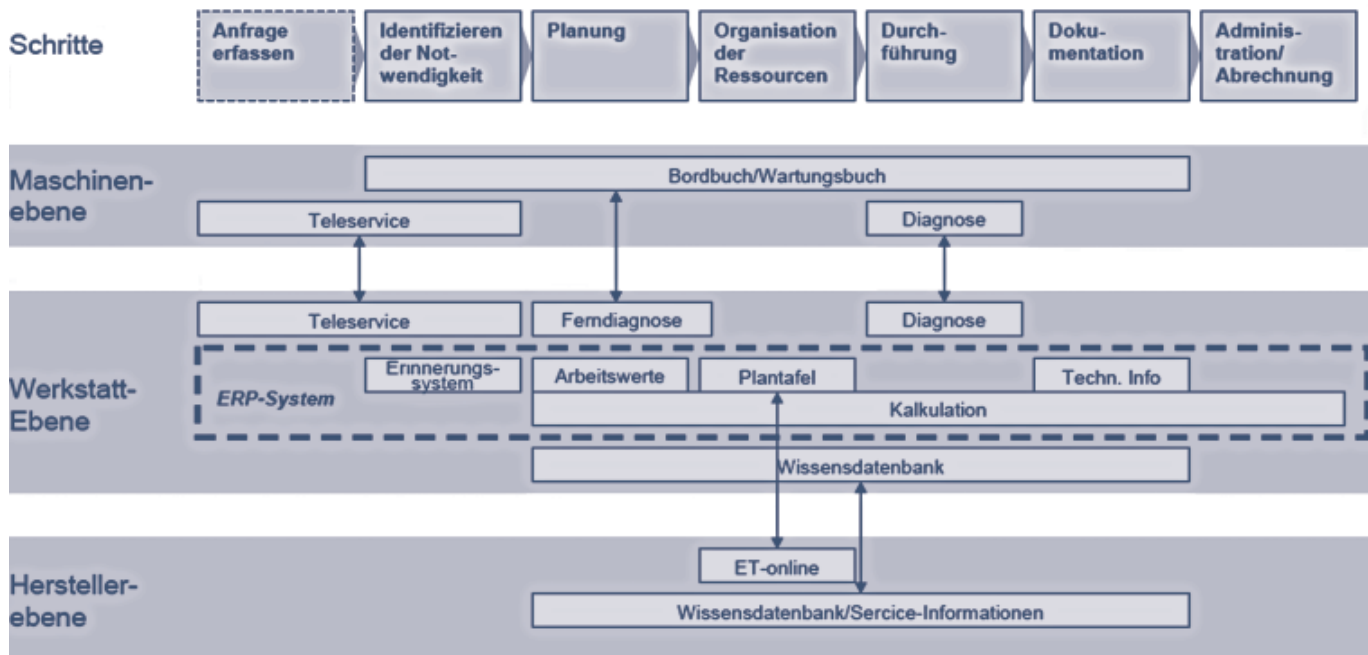 Schritte
Anfrage
erfassen
Identifizieren
der Not-
wendigkeit
Planung
Organisation
der
Ressourcen
Durch-
führung
Doku-
mentation
Adminis-
tration/
Abrechnung
Maschinen-
ebene
Bordbuch/Wartungsbuch
Teleservice
Diagnose
Werkstatt-
Ebene
Teleservice
Ferndiagnose
Diagnose
ERP-System
Erinnerungs-
system
Arbeitswerte
Plantafel
Techn. Info
Kalkulation
Wissensdatenbank
Hersteller-
ebene
ET-online
Wissensdatenbank/Sercice-Informationen